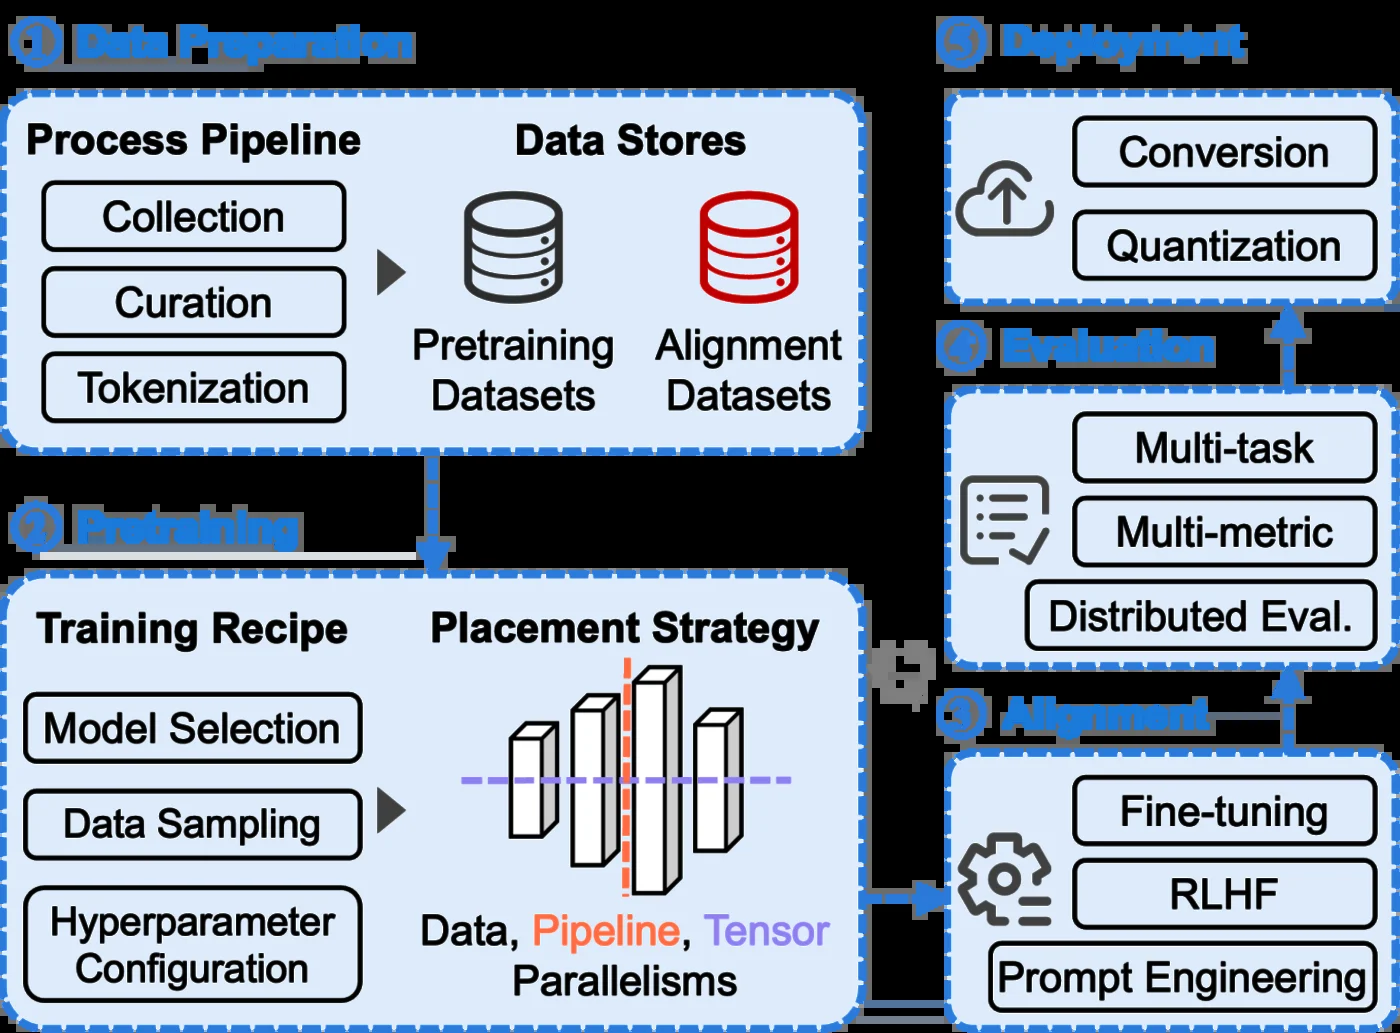 ① Data Preparation
Process Pipeline
Collection
Curation
Tokenization
Data Stores
Pretraining
Datasets
Alignment
Datasets
② Pretraining
Training Recipe
Model Selection
Data Sampling
Hyperparameter
Configuration
Placement Strategy
Data, Pipeline, Tensor
Parallelisms
③ Alignment
Fine-tuning
RLHF
Prompt Engineering
④ Evaluation
Multi-task
Multi-metric
Distributed Eval.
⑤ Deployment
Conversion
Quantization